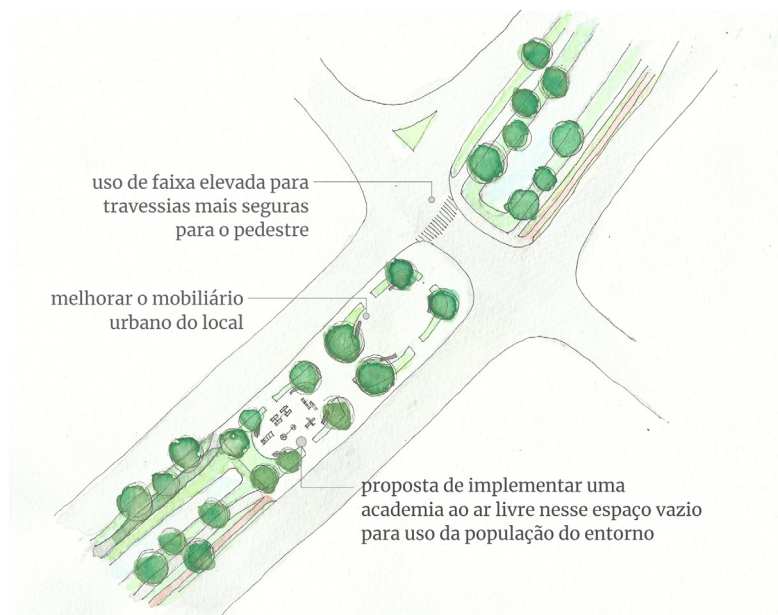 uso de faixa elevada para
travessias mais seguras
para o pedestre
melhorar o mobiliário
urbano do local
proposta de implementar uma
academia ao ar livre nesse espaço vazio
para uso da população do entorno